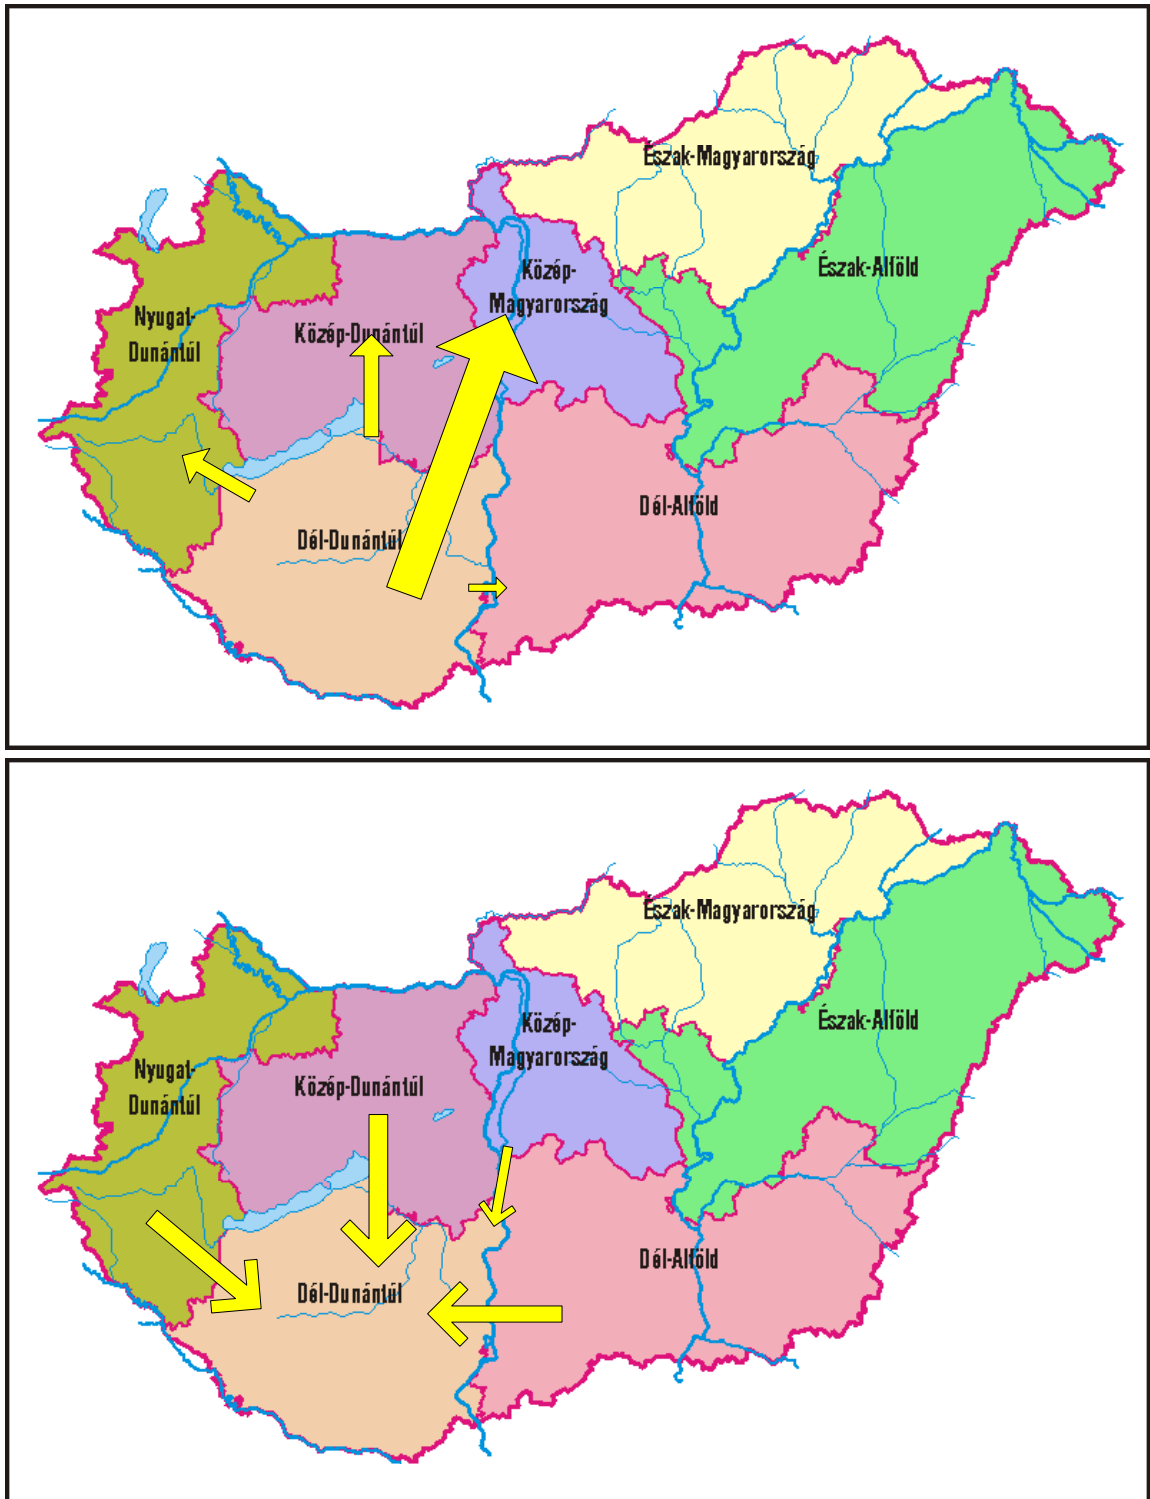 Észak-Magyarország
Észak-Alföld
Közép-
Magyarország
Nyugat-
Dunántúl
Közép-Dunántúl
Dél-Alföld
Dél-Dunántúl
Észak-Magyarország
Észak-Alföld
Közép-
Magyarország
Nyugat-
Dunántúl
Közép-Dunántúl
Dél-Alföld
Dél-Dunántúl